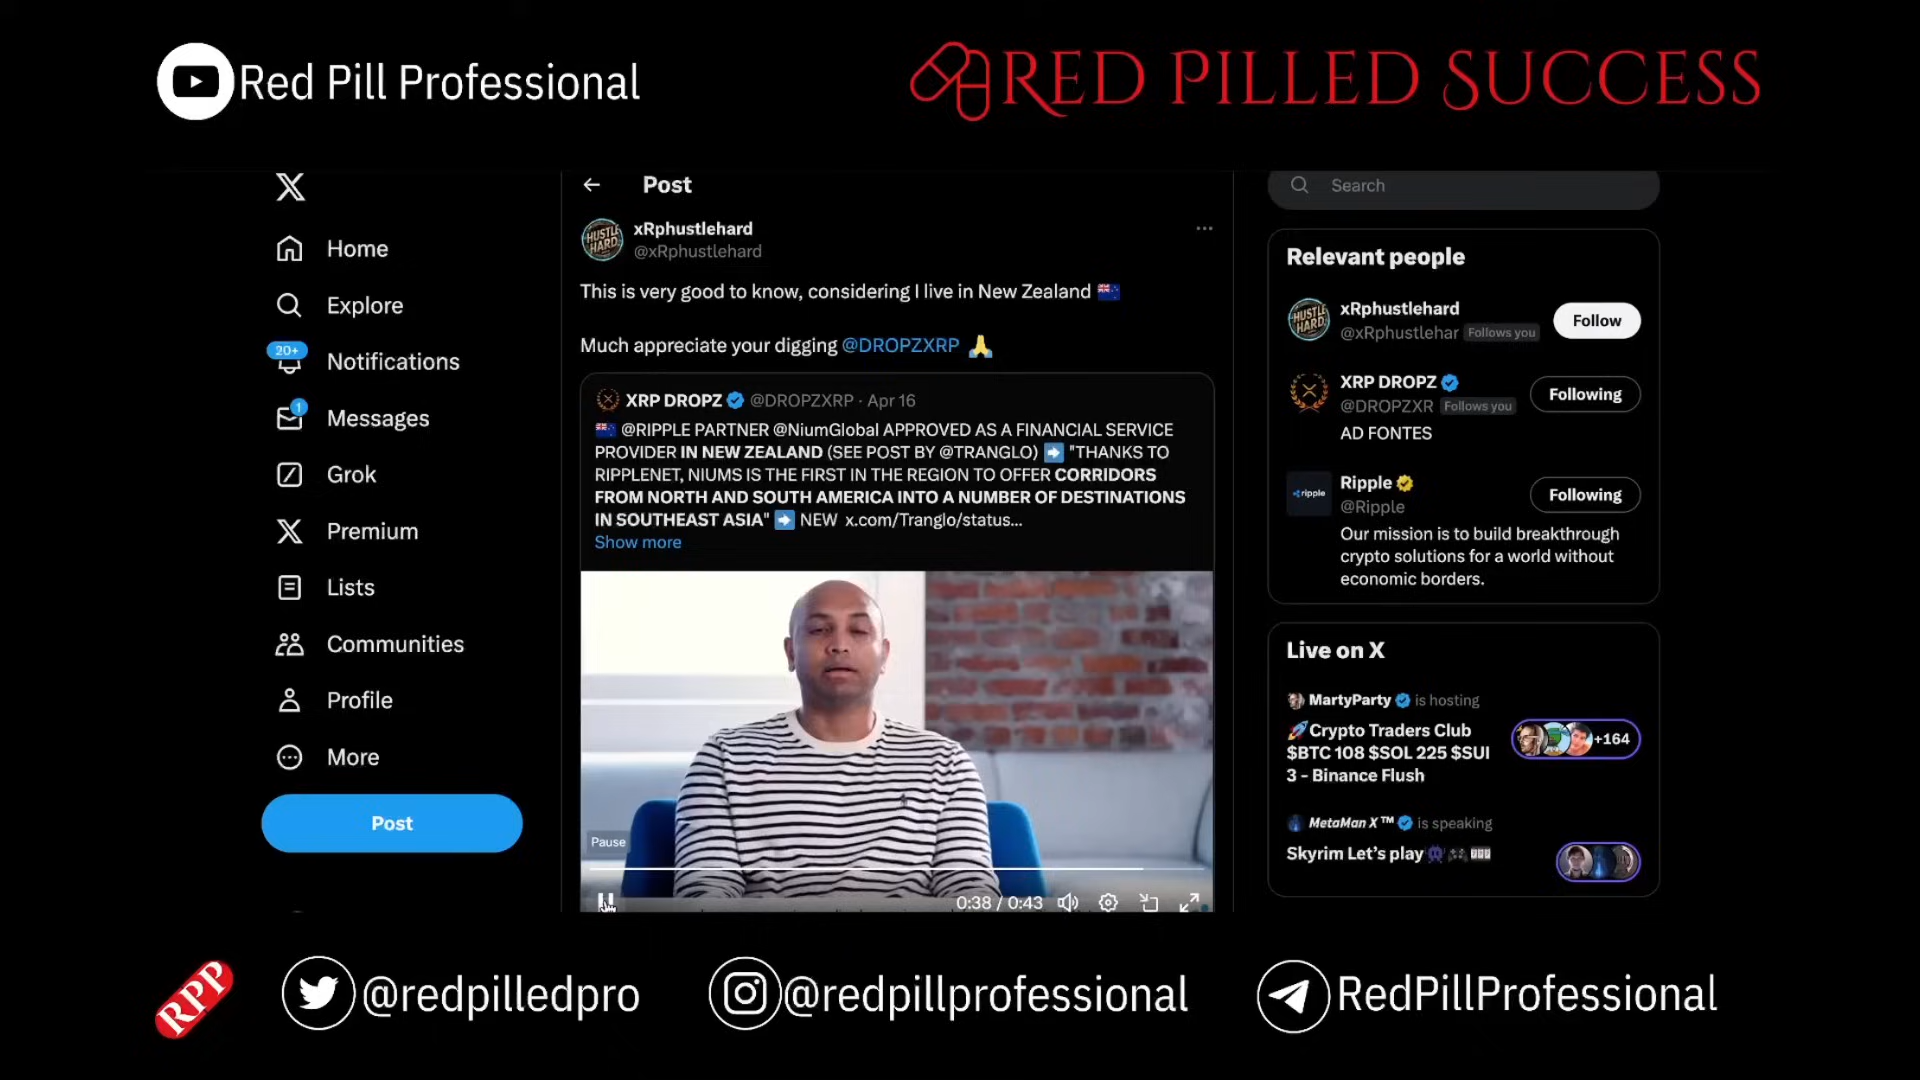 Red Pill Professional
RED PILLED SUCCESS
Home
Explore
20+
Notifications
1
Messages
Grok
Premium
Lists
Communities
Profile
More
Post
Post
HUSTLE HARD
xRphustlehard
@xRphustlehard
This is very good to know, considering I live in New Zealand 🇳🇿
Much appreciate your digging @DROPZXRP 🙏
XRP DROPZ @DROPZXRP · Apr 16
🇳🇿 @RIPPLE PARTNER @NiumGlobal APPROVED AS A FINANCIAL SERVICE
PROVIDER IN NEW ZEALAND (SEE POST BY @TRANGLO) ➡️ "THANKS TO
RIPPLENET, NIUMS IS THE FIRST IN THE REGION TO OFFER CORRIDORS
FROM NORTH AND SOUTH AMERICA INTO A NUMBER OF DESTINATIONS
IN SOUTHEAST ASIA" ➡️ NEW x.com/Tranglo/status...
Show more
Pause
0:38 / 0:43
Search
Relevant people
HUSTLE HARD
xRphustlehard
@xRphustlehar Follows you
Follow
XRP DROPZ
@DROPZXR Follows you
Following
AD FONTES
ripple
Ripple
@Ripple
Following
Our mission is to build breakthrough
crypto solutions for a world without
economic borders.
Live on X
MartyParty is hosting
🚀Crypto Traders Club
$BTC 108 $SOL 225 $SUI
3 - Binance Flush
+164
MetaMan X™ is speaking
Skyrim Let's play
RPP
@redpilledpro
@redpillprofessional
RedPillProfessional